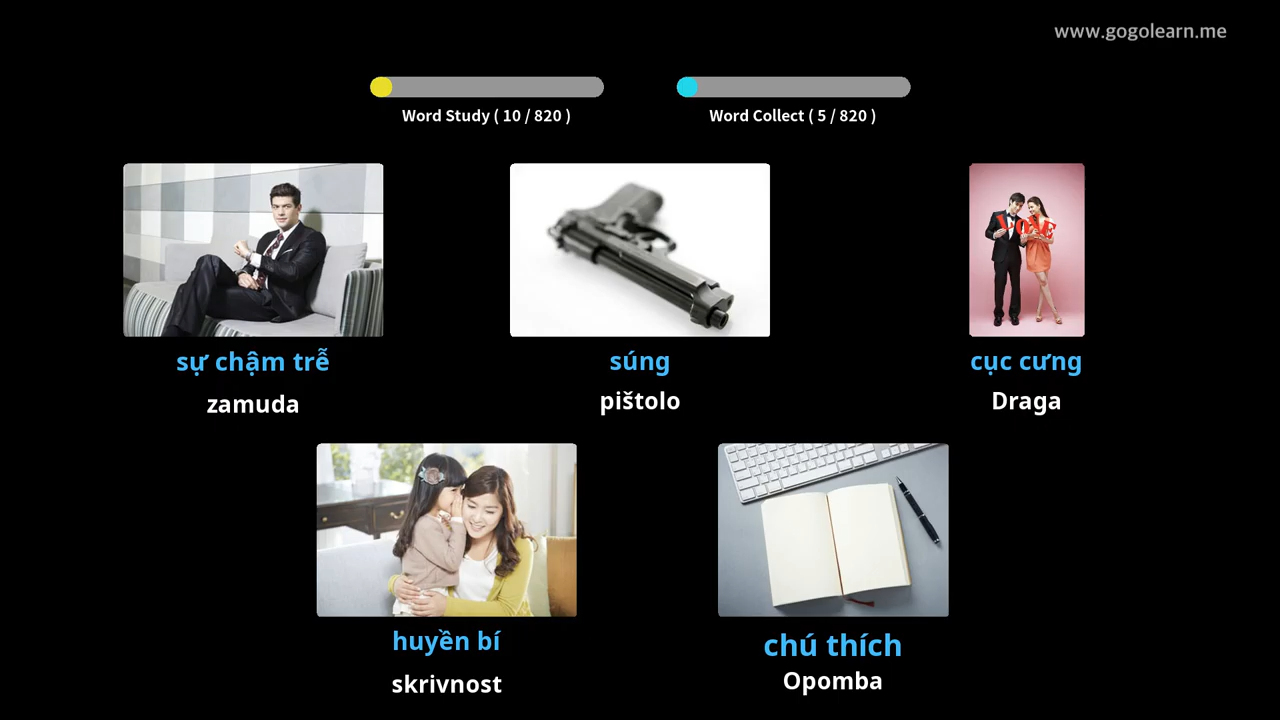 www.gogolearn.me
Word Study ( 10 / 820 )
Word Collect ( 5 / 820 )
sự chậm trễ
zamuda
súng
pištolo
LOVE
cục cưng
Draga
huyền bí
skrivnost
chú thích
Opomba